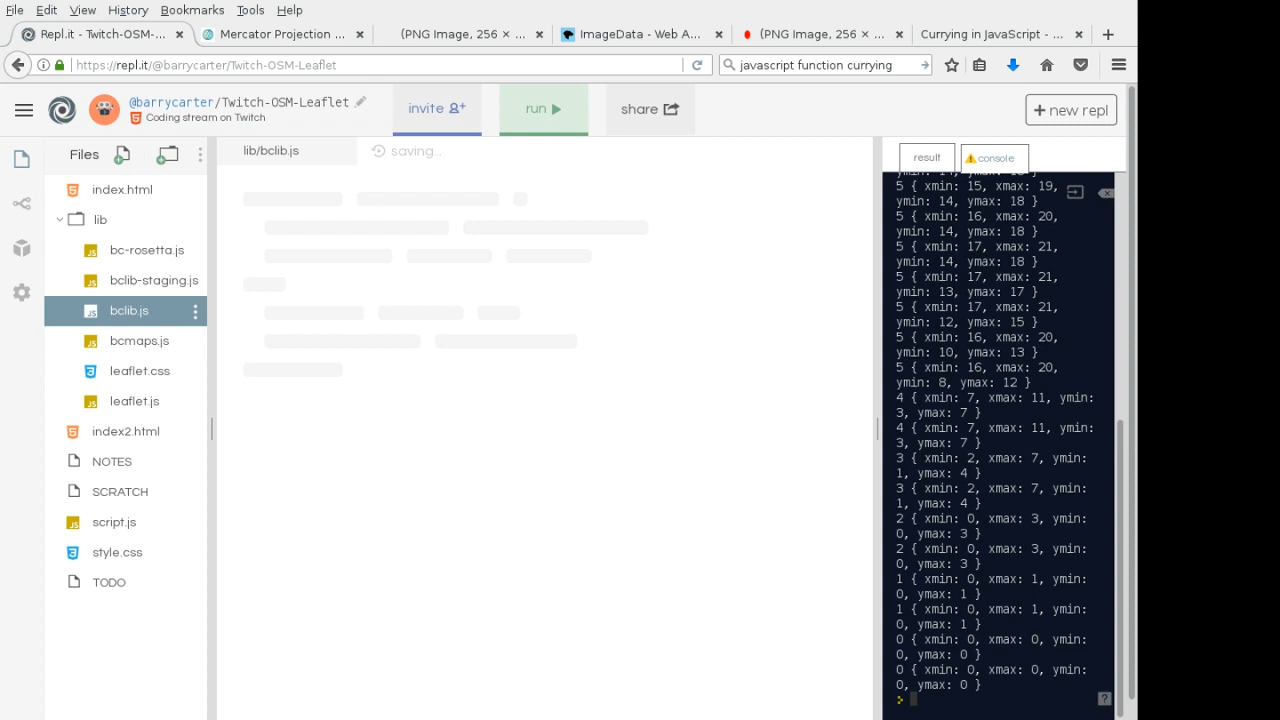 File Edit View History Bookmarks Tools Help
Repl.it - Twitch-OSM-... × Mercator Projection ... × (PNG Image, 256 × ... × ImageData - Web A... × (PNG Image, 256 × ... × Currying in JavaScript - ... ×
https://repl.it/@barrycarter/Twitch-OSM-Leaflet javascript function currying
@barrycarter/Twitch-OSM-Leaflet
Coding stream on Twitch
invite run share + new repl
Files
lib/bclib.js saving...
result console
index.html
lib
bc-rosetta.js
bclib-staging.js
bclib.js
bcmaps.js
leaflet.css
leaflet.js
index2.html
NOTES
SCRATCH
script.js
style.css
TODO
5 { xmin: 15, xmax: 19,
ymin: 14, ymax: 18 }
5 { xmin: 16, xmax: 20,
ymin: 14, ymax: 18 }
5 { xmin: 17, xmax: 21,
ymin: 14, ymax: 18 }
5 { xmin: 17, xmax: 21,
ymin: 13, ymax: 17 }
5 { xmin: 17, xmax: 21,
ymin: 12, ymax: 15 }
5 { xmin: 16, xmax: 20,
ymin: 10, ymax: 13 }
5 { xmin: 16, xmax: 20,
ymin: 8, ymax: 12 }
4 { xmin: 7, xmax: 11, ymin:
3, ymax: 7 }
4 { xmin: 7, xmax: 11, ymin:
3, ymax: 7 }
3 { xmin: 2, xmax: 7, ymin:
1, ymax: 4 }
3 { xmin: 2, xmax: 7, ymin:
1, ymax: 4 }
2 { xmin: 0, xmax: 3, ymin:
0, ymax: 3 }
2 { xmin: 0, xmax: 3, ymin:
0, ymax: 3 }
1 { xmin: 0, xmax: 1, ymin:
0, ymax: 1 }
1 { xmin: 0, xmax: 1, ymin:
0, ymax: 1 }
0 { xmin: 0, xmax: 0, ymin:
0, ymax: 0 }
0 { xmin: 0, xmax: 0, ymin:
0, ymax: 0 }
?